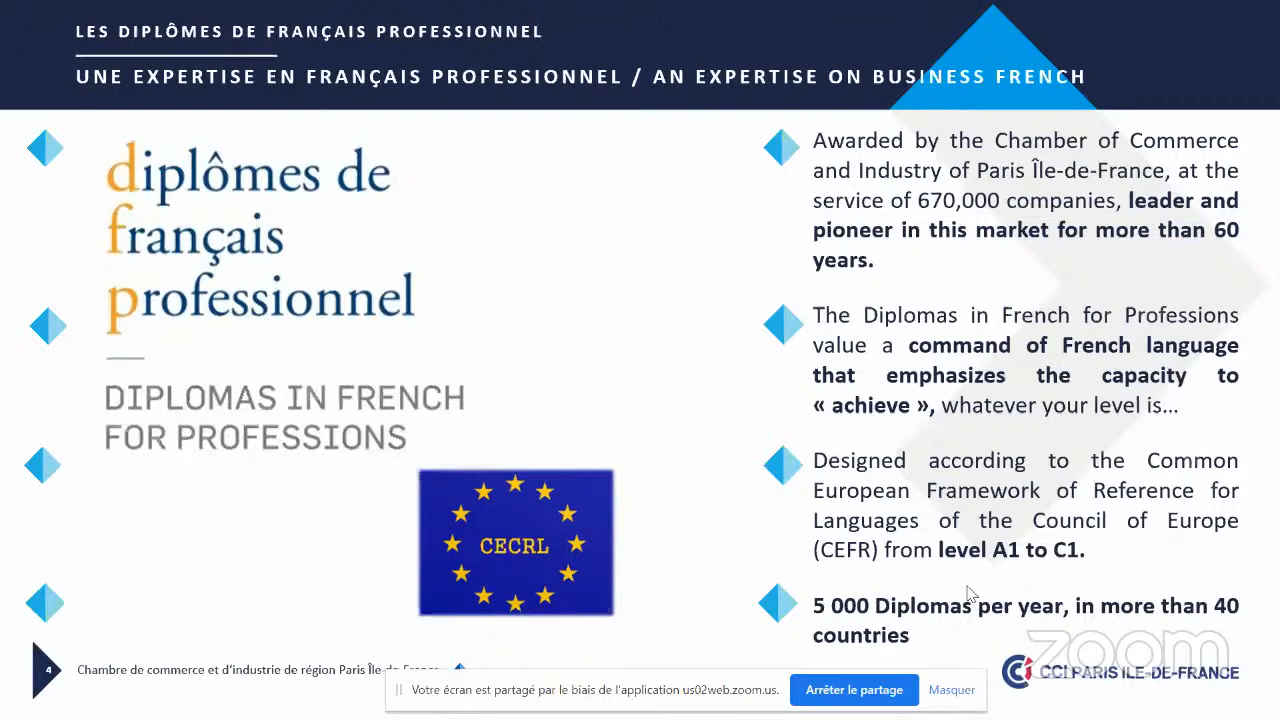 LES DIPLÔMES DE FRANÇAIS PROFESSIONNEL
UNE EXPERTISE EN FRANÇAIS PROFESSIONNEL / AN EXPERTISE ON BUSINESS FRENCH
diplômes de
français
professionnel
DIPLOMAS IN FRENCH
FOR PROFESSIONS
CECRL
Awarded by the Chamber of Commerce
and Industry of Paris Île-de-France, at the
service of 670,000 companies, leader and
pioneer in this market for more than 60
years.
The Diplomas in French for Professions
value a command of French language
that emphasizes the capacity to
« achieve », whatever your level is…
Designed according to the Common
European Framework of Reference for
Languages of the Council of Europe
(CEFR) from level A1 to C1.
5 000 Diplomas per year, in more than 40
countries
4
Chambre de commerce et d'industrie de région Paris Île-de-France
zoom
CCI PARIS ILE-DE-FRANCE
Votre écran est partagé par le biais de l'application us02web.zoom.us.
Arrêter le partage
Masquer